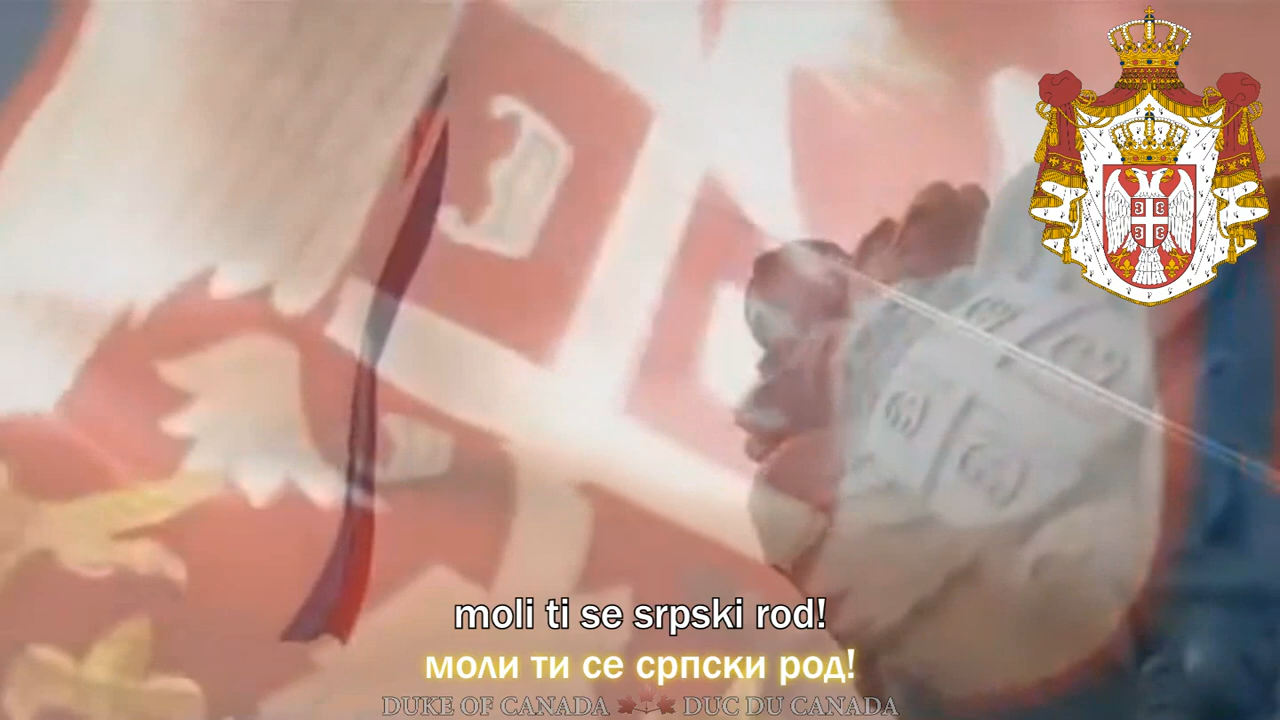 moli ti se srpski rod!
моли ти се српски род!
DUKE OF CANADA DUC DU CANADA